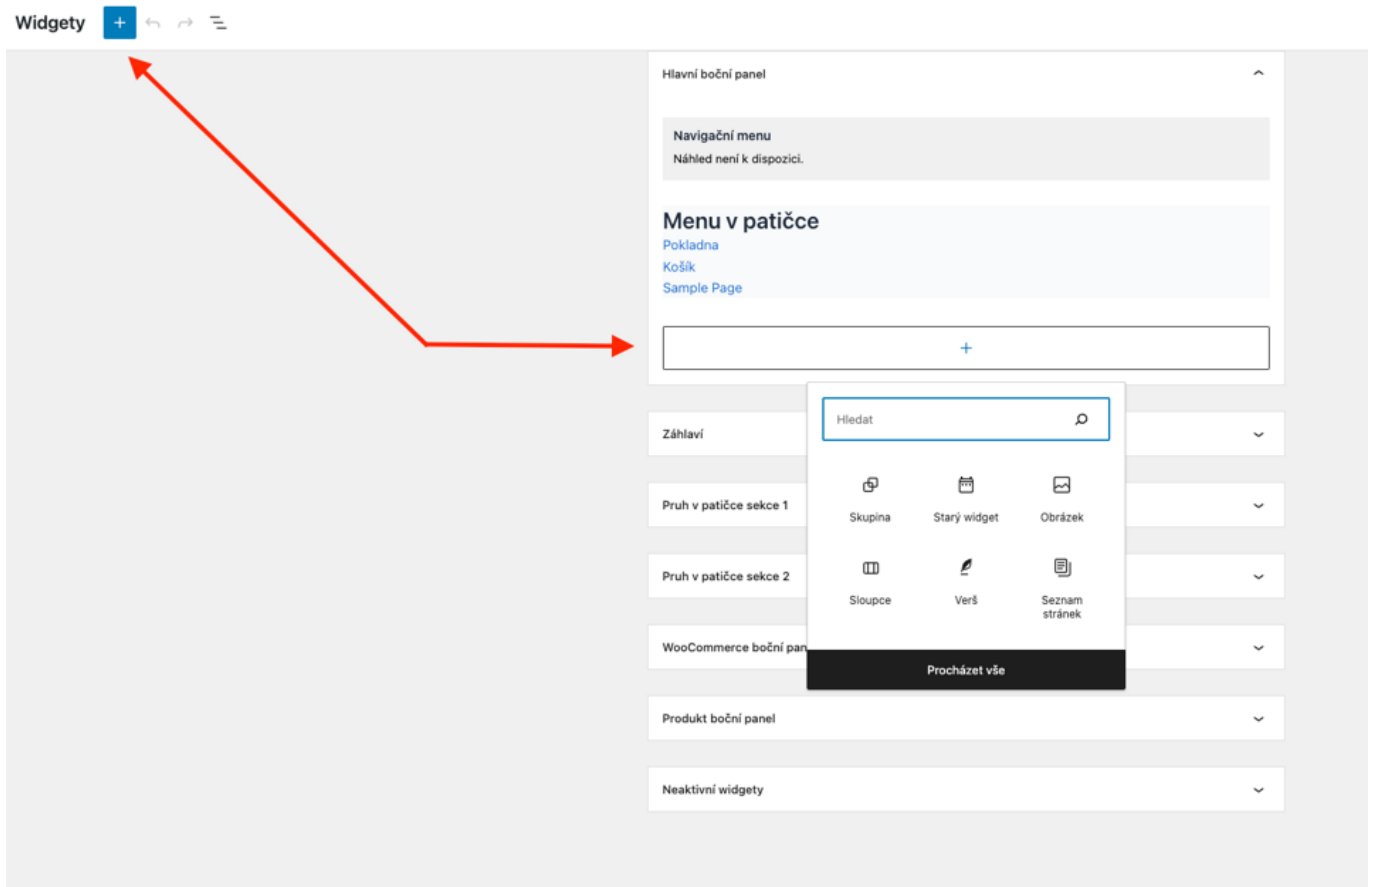 Widgety
Hlavní boční panel
Navigační menu
Náhled není k dispozici.
Menu v patičce
Pokladna
Košík
Sample Page
Hledat
Záhlaví
Skupina
Starý widget
Obrázek
Pruh v patičce sekce 1
Pruh v patičce sekce 2
Sloupce
Verš
Seznam
stránek
WooCommerce boční pan
Procházet vše
Produkt boční panel
Neaktivní widgety